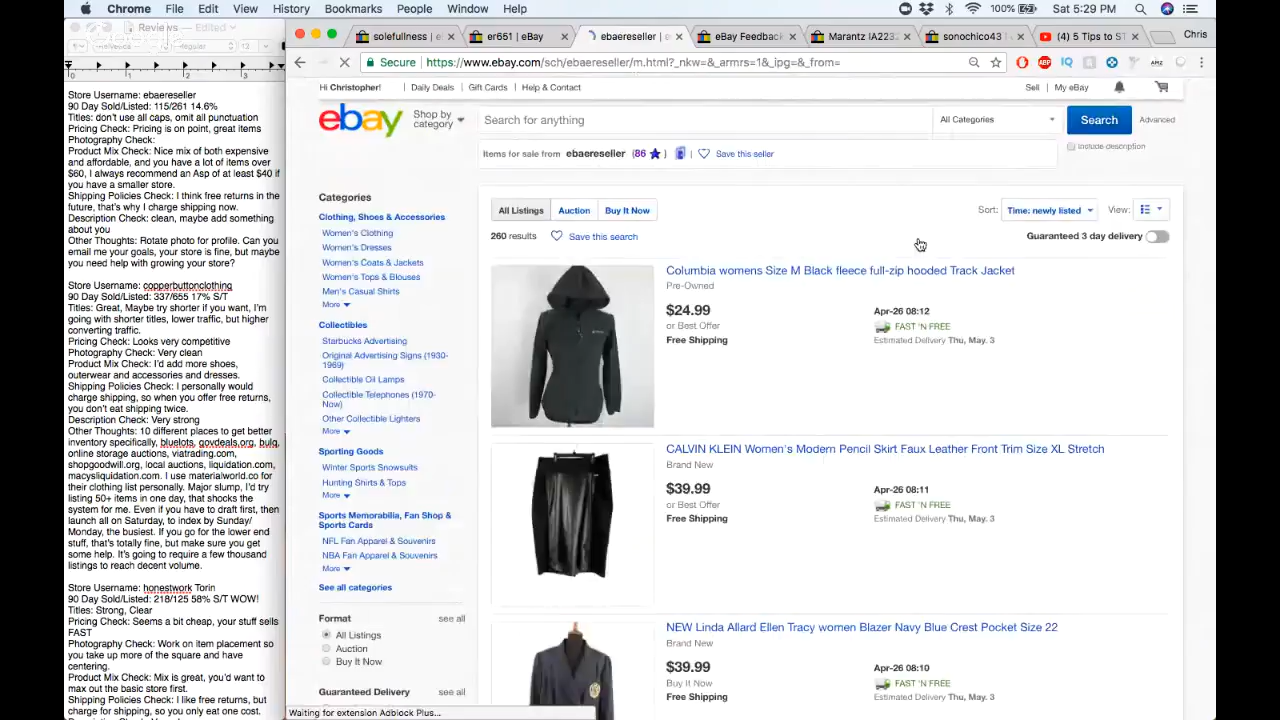 Chrome File Edit View History Bookmarks People Window Help 100% Sat 5:29 PM
Reviews — Edited
Helvetica Regular 12
0 1 2 3
Store Username: ebaereseller
90 Day Sold/Listed: 115/261 14.6%
Titles: don't use all caps, omit all punctuation
Pricing Check: Pricing is on point, great items
Photography Check:
Product Mix Check: Nice mix of both expensive
and affordable, and you have a lot of items over
$60, I always recommend an Asp of at least $40 if
you have a smaller store.
Shipping Policies Check: I think free returns in the
future, that's why I charge shipping now.
Description Check: clean, maybe add something
about you
Other Thoughts: Rotate photo for profile. Can you
email me your goals, your store is fine, but maybe
you need help with growing your store?
Store Username: copperbuttonclothing
90 Day Sold/Listed: 337/655 17% S/T
Titles: Great, Maybe try shorter if you want, I'm
going with shorter titles, lower traffic, but higher
converting traffic.
Pricing Check: Looks very competitive
Photography Check: Very clean
Product Mix Check: I'd add more shoes,
outerwear and accessories and dresses.
Shipping Policies Check: I personally would
charge shipping, so when you offer free returns,
you don't eat shipping twice.
Description Check: Very strong
Other Thoughts: 10 different places to get better
inventory specifically, bluelots, govdeals.org, bulq,
online storage auctions, viatrading.com,
shopgoodwill.org, local auctions, liquidation.com,
macysliquidation.com. I use materialworld.co for
their clothing list personally. Major slump, I'd try
listing 50+ items in one day, that shocks the
system for me. Even if you have to draft first, then
launch all on Saturday, to index by Sunday/
Monday, the busiest. If you go for the lower end
stuff, that's totally fine, but make sure you get
some help. It's going to require a few thousand
listings to reach decent volume.
Store Username: honestwork Torin
90 Day Sold/Listed: 218/125 58% S/T WOW!
Titles: Strong, Clear
Pricing Check: Seems a bit cheap, your stuff sells
FAST
Photography Check: Work on item placement so
you take up more of the square and have
centering.
Product Mix Check: Mix is great, you'd want to
max out the basic store first.
Shipping Policies Check: I like free returns, but
charge for shipping, so you only eat one cost.
solefullness | e er661 | eBay ebaereseller | e eBay Feedback Marantz IA2232 sonochico43 | (4) 5 Tips to ST Chris
Secure https://www.ebay.com/sch/ebaereseller/m.html?_nkw=&_armrs=1&_ipg=&_from=
Hi Christopher! Daily Deals Gift Cards Help & Contact Sell My eBay
ebay Shop by
category Search for anything All Categories Search Advanced
Items for sale from ebaereseller (86 ) Save this seller Include description
Categories
Clothing, Shoes & Accessories
Women's Clothing
Women's Dresses
Women's Coats & Jackets
Women's Tops & Blouses
Men's Casual Shirts
More
Collectibles
Starbucks Advertising
Original Advertising Signs (1930-
1969)
Collectible Oil Lamps
Collectible Telephones (1970-
Now)
Other Collectible Lighters
More
Sporting Goods
Winter Sports Snowsuits
Hunting Shirts & Tops
More
Sports Memorabilia, Fan Shop &
Sports Cards
NFL Fan Apparel & Souvenirs
NBA Fan Apparel & Souvenirs
More
See all categories
Format see all
All Listings
Auction
Buy It Now
Guaranteed Delivery see all
All Listings Auction Buy It Now Sort: Time: newly listed View:
260 results Save this search Guaranteed 3 day delivery
Columbia womens Size M Black fleece full-zip hooded Track Jacket
Pre-Owned
$24.99 Apr-26 08:12
or Best Offer FAST 'N FREE
Free Shipping Estimated Delivery Thu, May. 3
CALVIN KLEIN Women's Modern Pencil Skirt Faux Leather Front Trim Size XL Stretch
Brand New
$39.99 Apr-26 08:11
or Best Offer FAST 'N FREE
Free Shipping Estimated Delivery Thu, May. 3
NEW Linda Allard Ellen Tracy women Blazer Navy Blue Crest Pocket Size 22
Brand New
$39.99 Apr-26 08:10
Buy It Now FAST 'N FREE
Free Shipping Estimated Delivery Thu, May. 3
Waiting for extension Adblock Plus...